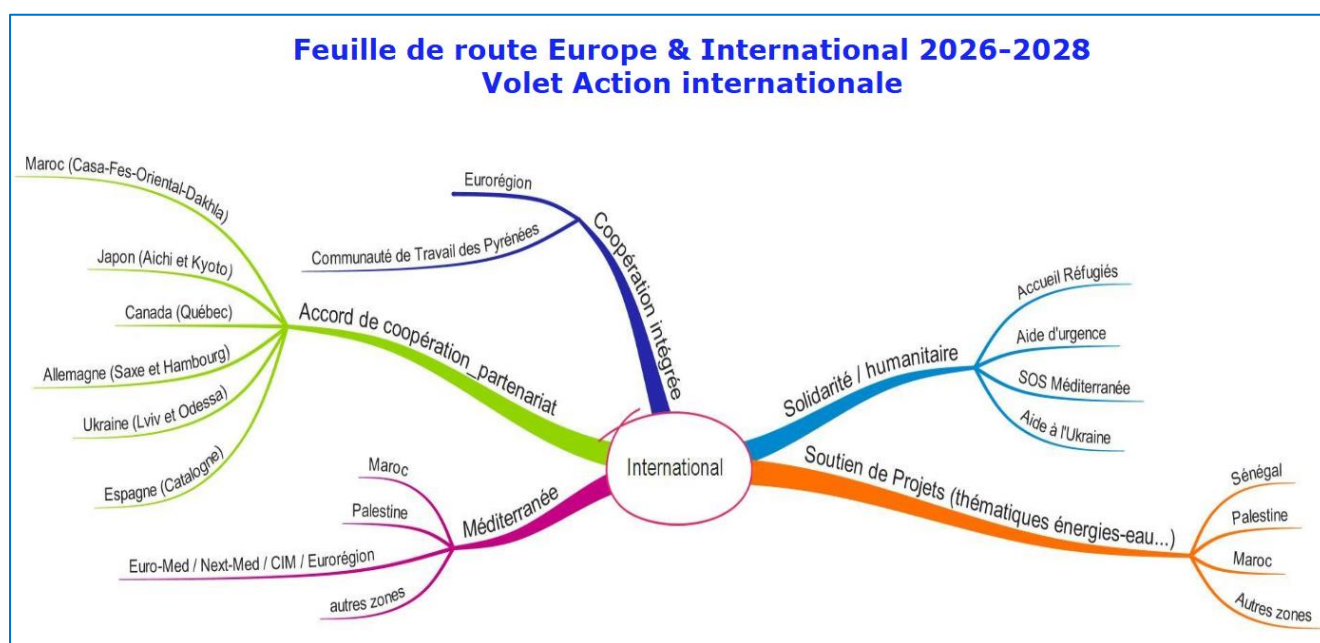 Feuille de route Europe & International 2026-2028
Volet Action internationale
Maroc (Casa-Fes-Oriental-Dakhla)
Japon (Aichi et Kyoto)
Canada (Québec)
Allemagne (Saxe et Hambourg)
Ukraine (Lviv et Odessa)
Espagne (Catalogne)
Accord de coopération_partenariat
Eurorégion
Communauté de Travail des Pyrénées
Coopération intégrée
Accueil Réfugiés
Aide d'urgence
SOS Méditerranée
Aide à l'Ukraine
Solidarité / humanitaire
International
Soutien de Projets (thématiques énergies-eau...)
Sénégal
Palestine
Maroc
Autres zones
Méditerranée
Maroc
Palestine
Euro-Med / Next-Med / CIM / Eurorégion
autres zones